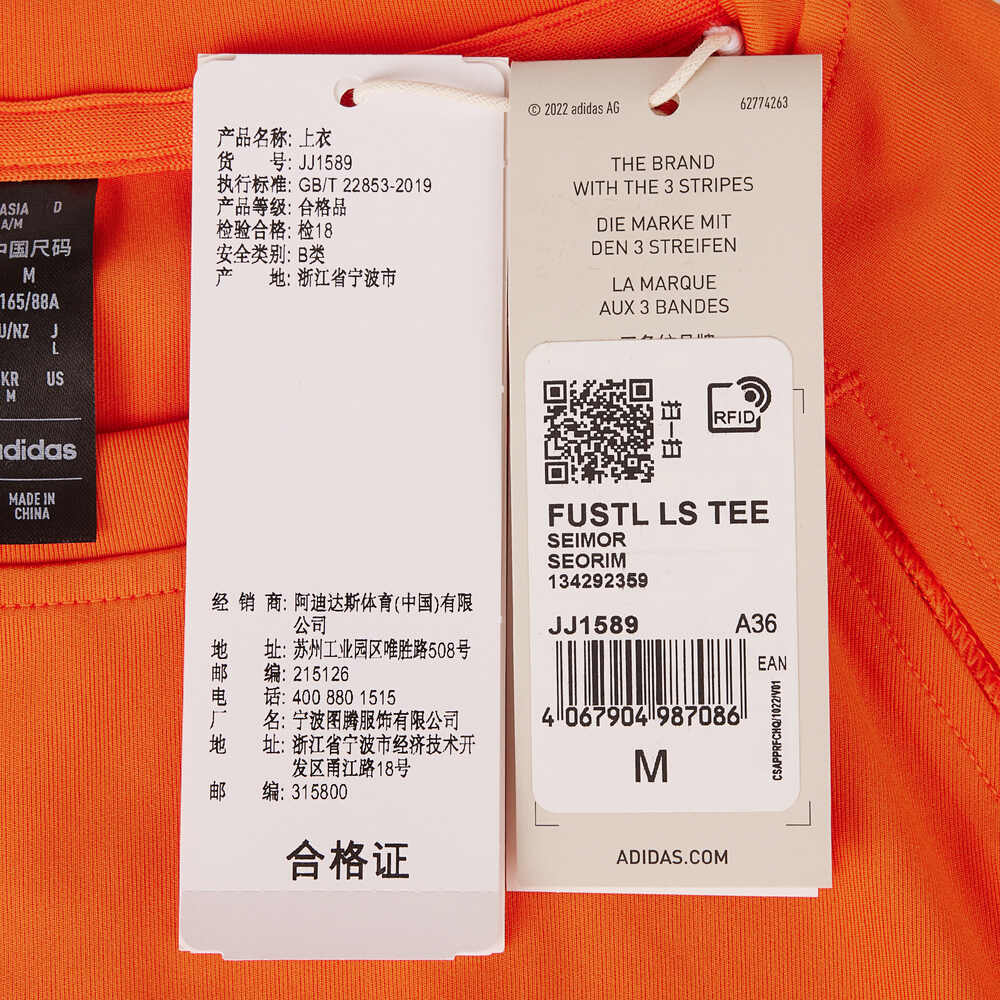 产品名称: 上衣
货 号: JJ1589
执行标准: GB/T 22853-2019
产品等级: 合格品
检验合格: 检18
安全类别: B类
产 地: 浙江省宁波市
经 销 商: 阿迪达斯体育(中国)有限
公司
地 址: 苏州工业园区唯胜路508号
邮 编: 215126
电 话: 400 880 1515
厂 名: 宁波图腾服饰有限公司
地 址: 浙江省宁波市经济技术开
发区甬江路18号
邮 编: 315800
合格证
© 2022 adidas AG
62774263
THE BRAND
WITH THE 3 STRIPES
DIE MARKE MIT
DEN 3 STREIFEN
LA MARQUE
AUX 3 BANDES
RFID
FUSTL LS TEE
SEIMOR
SEORIM
134292359
JJ1589 A36
EAN
4 067904 987086
M
CSAPPRFCHQ/1022/V01
ADIDAS.COM
ASIA D
A/M
中国尺码
M
165/88A
U/NZ J
L
KR US
M
adidas
MADE IN
CHINA